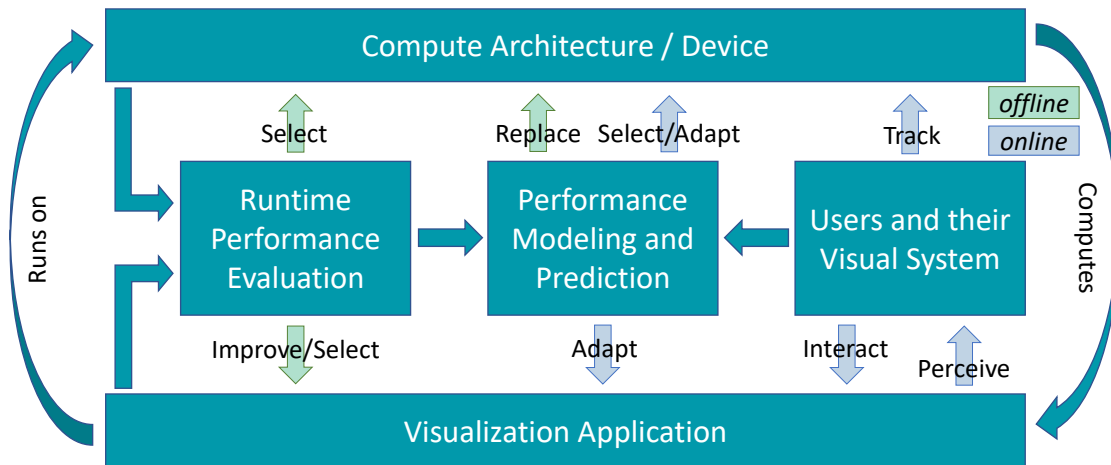 Compute Architecture / Device
offline
online
Select
Replace
Select/Adapt
Track
Runs on
Runtime
Performance
Evaluation
Performance
Modeling and
Prediction
Users and their
Visual System
Computes
Improve/Select
Adapt
Interact
Perceive
Visualization Application